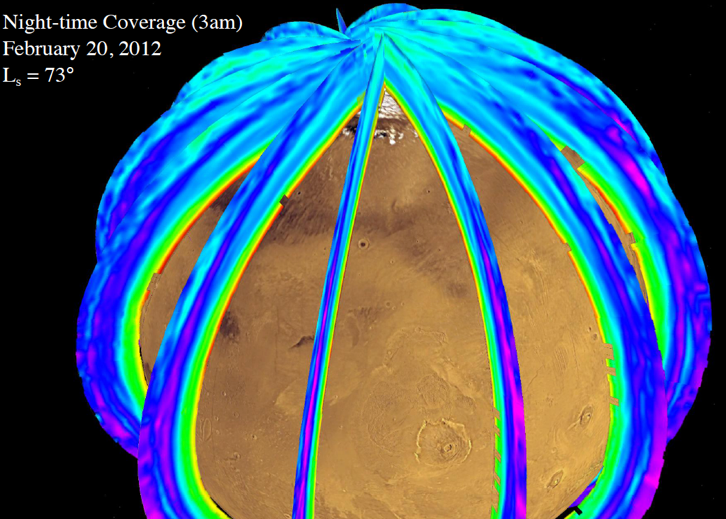 Night-time Coverage (3am)
February 20, 2012
Lₛ = 73°